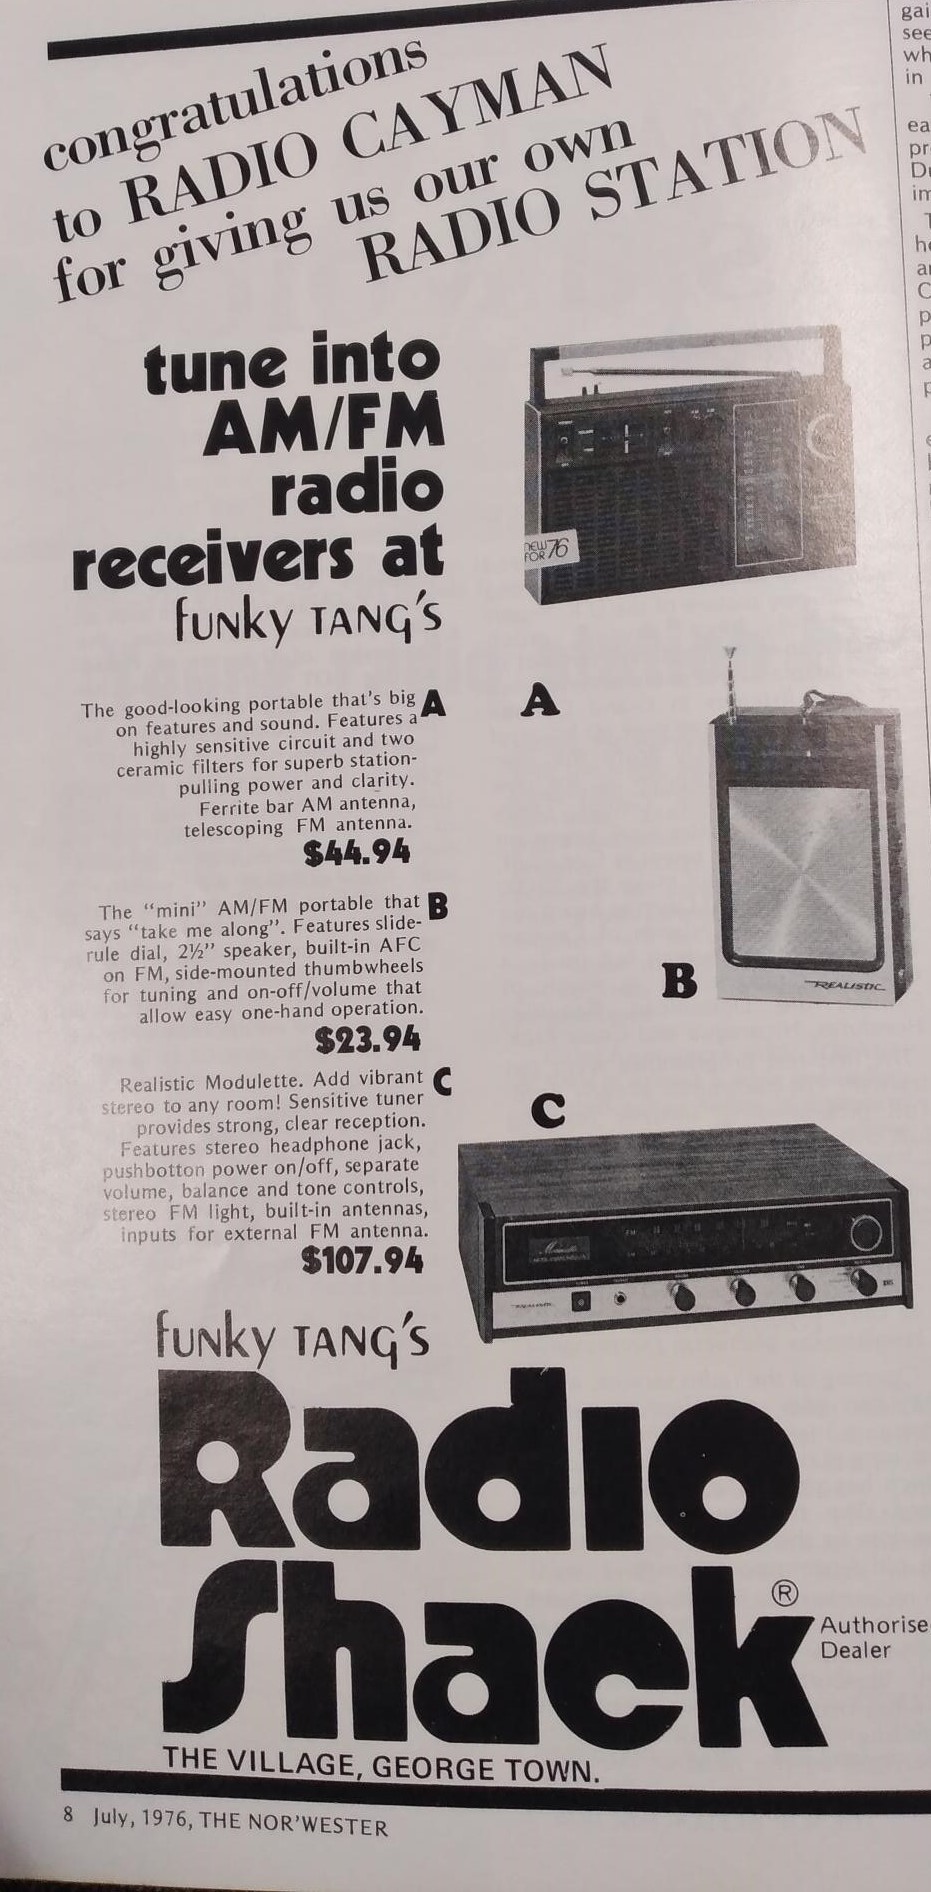 congratulations
to RADIO CAYMAN
for giving us our own
RADIO STATION
tune into
AM/FM
radio
receivers at
funky TANG's
NEW
FOR 76
The good-looking portable that's big A
on features and sound. Features a
highly sensitive circuit and two
ceramic filters for superb station-
pulling power and clarity.
Ferrite bar AM antenna,
telescoping FM antenna.
$44.94
A
The “mini” AM/FM portable that B
says “take me along”. Features slide-
rule dial, 2½” speaker, built-in AFC
on FM, side-mounted thumbwheels
for tuning and on-off/volume that
allow easy one-hand operation.
$23.94
B
REALISTIC
Realistic Modulette. Add vibrant C
stereo to any room! Sensitive tuner
provides strong, clear reception.
Features stereo headphone jack,
pushbotton power on/off, separate
volume, balance and tone controls,
stereo FM light, built-in antennas,
inputs for external FM antenna.
$107.94
C
REALISTIC
funky TANG's
Radio
Shack®
Authorise
Dealer
THE VILLAGE, GEORGE TOWN.
8 July, 1976, THE NOR'WESTER
gai
see
wh
in